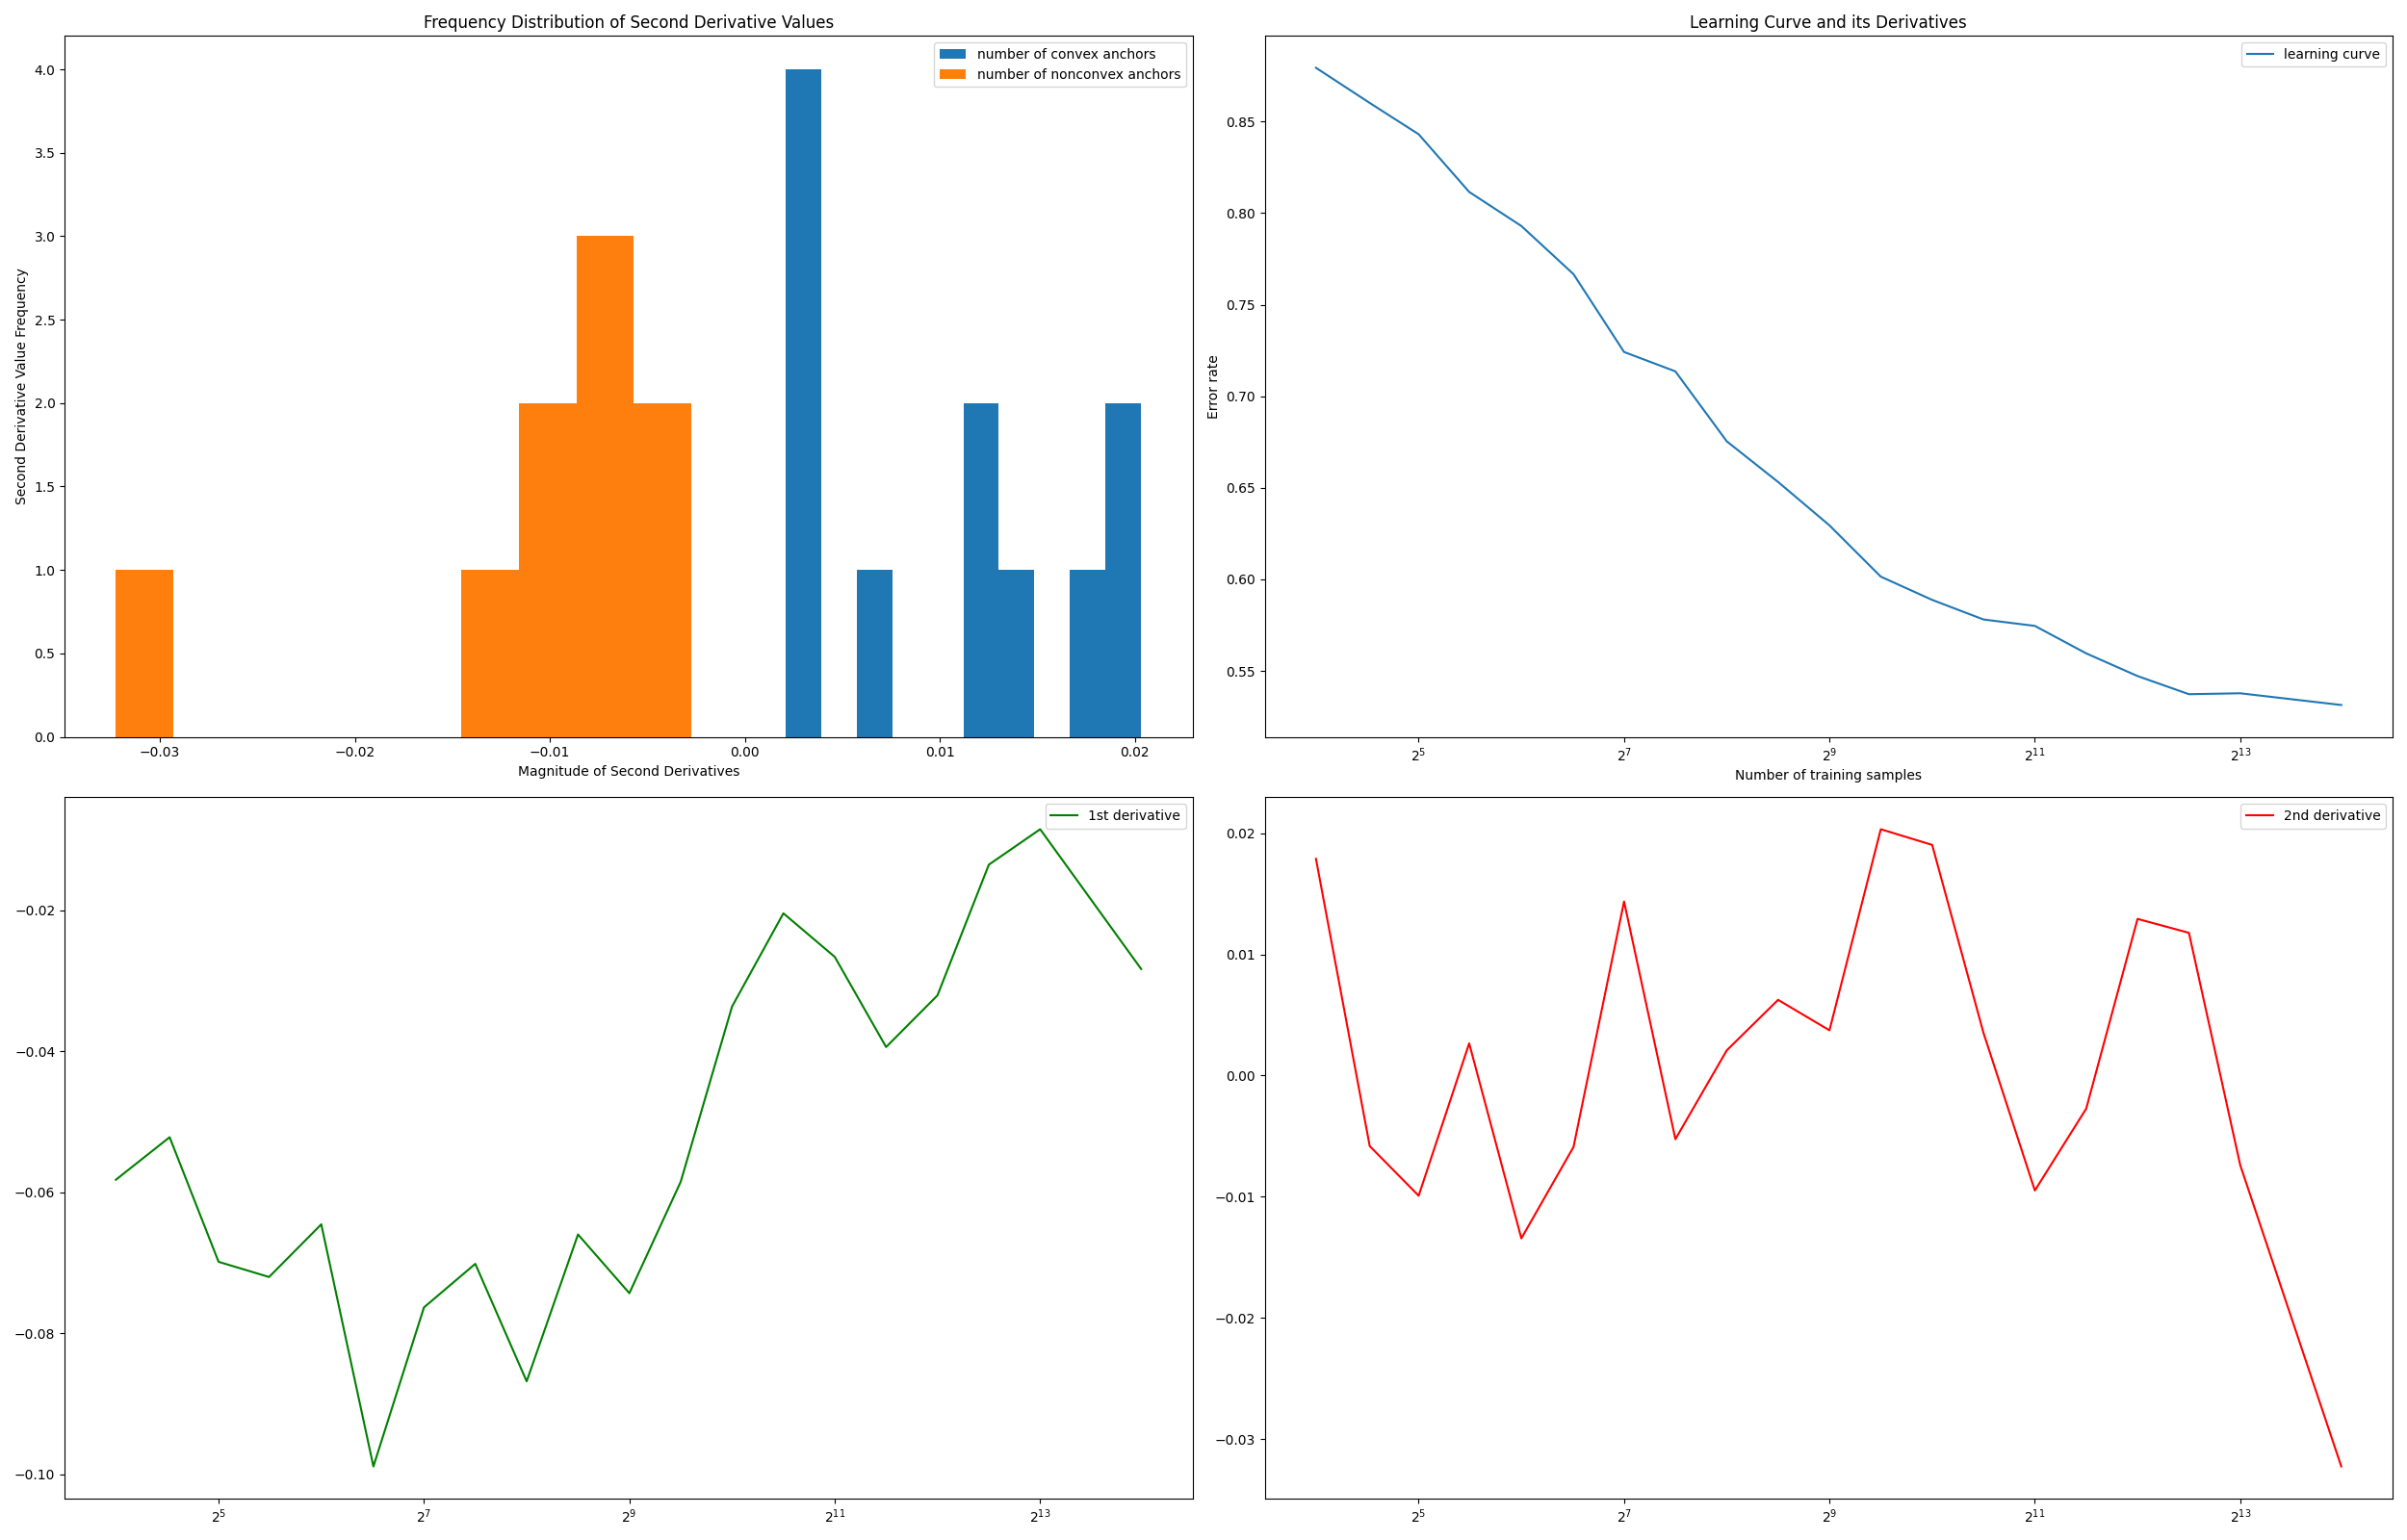 Frequency Distribution of Second Derivative Values
number of convex anchors
number of nonconvex anchors
Second Derivative Value Frequency
4.0
3.5
3.0
2.5
2.0
1.5
1.0
0.5
0.0
−0.03 −0.02 −0.01 0.00 0.01 0.02
Magnitude of Second Derivatives
Learning Curve and its Derivatives
learning curve
Error rate
0.85
0.80
0.75
0.70
0.65
0.60
0.55
2^5 2^7 2^9 2^11 2^13
Number of training samples
1st derivative
−0.02
−0.04
−0.06
−0.08
−0.10
2^5 2^7 2^9 2^11 2^13
2nd derivative
0.02
0.01
0.00
−0.01
−0.02
−0.03
2^5 2^7 2^9 2^11 2^13